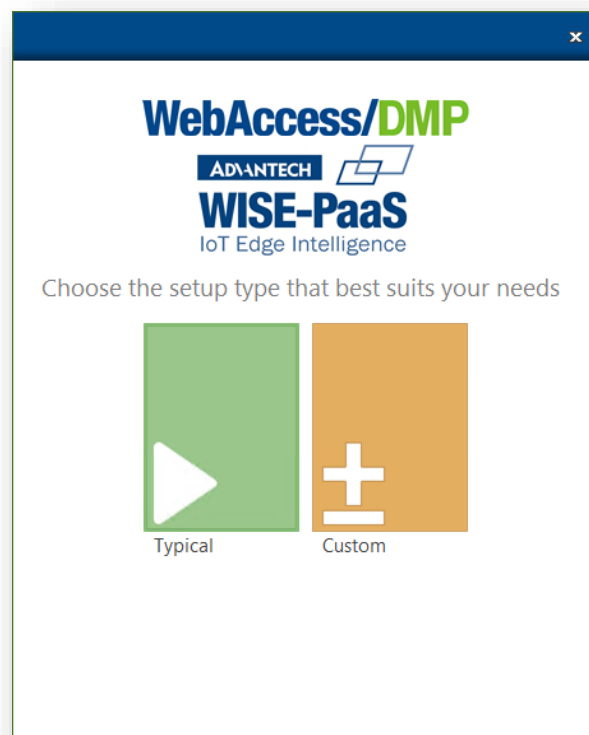 WebAccess/DMP
ADVANTECH
WISE-PaaS
IoT Edge Intelligence
Choose the setup type that best suits your needs
Typical
Custom